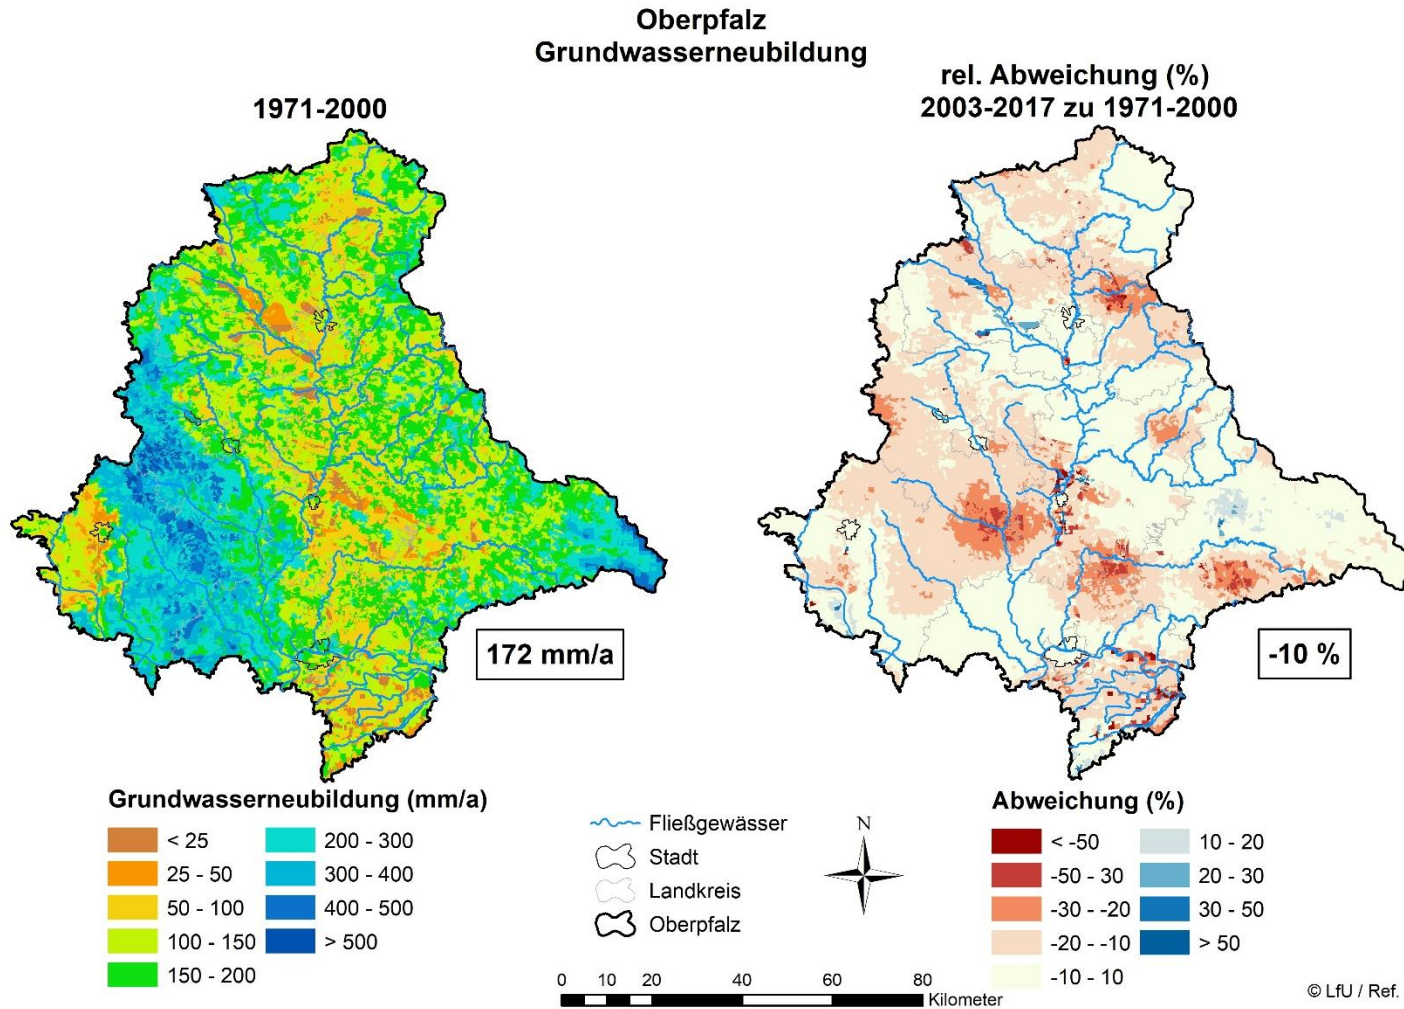 Oberpfalz
Grundwasserneubildung
1971-2000
rel. Abweichung (%)
2003-2017 zu 1971-2000
172 mm/a
-10 %
Grundwasserneubildung (mm/a)
< 25
25 - 50
50 - 100
100 - 150
150 - 200
200 - 300
300 - 400
400 - 500
> 500
Fließgewässer
Stadt
Landkreis
Oberpfalz
N
0 10 20 40 60 80
Kilometer
Abweichung (%)
< -50
-50 - 30
-30 - -20
-20 - -10
-10 - 10
10 - 20
20 - 30
30 - 50
> 50
© LfU / Ref.